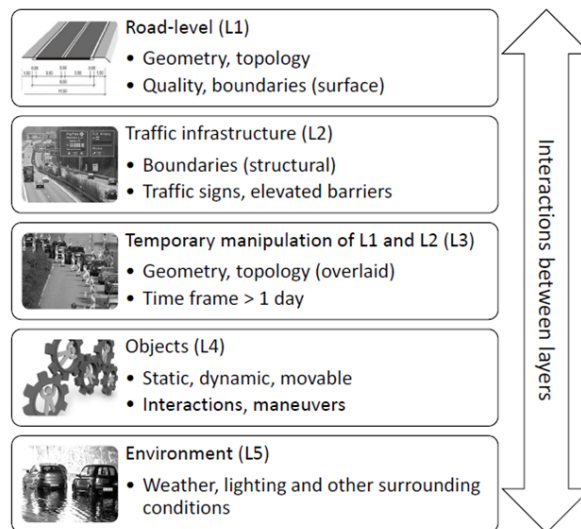 Road-level (L1)
• Geometry, topology
• Quality, boundaries (surface)
Traffic infrastructure (L2)
• Boundaries (structural)
• Traffic signs, elevated barriers
Temporary manipulation of L1 and L2 (L3)
• Geometry, topology (overlaid)
• Time frame > 1 day
Objects (L4)
• Static, dynamic, movable
• Interactions, maneuvers
Environment (L5)
• Weather, lighting and other surrounding
conditions
Interactions between layers